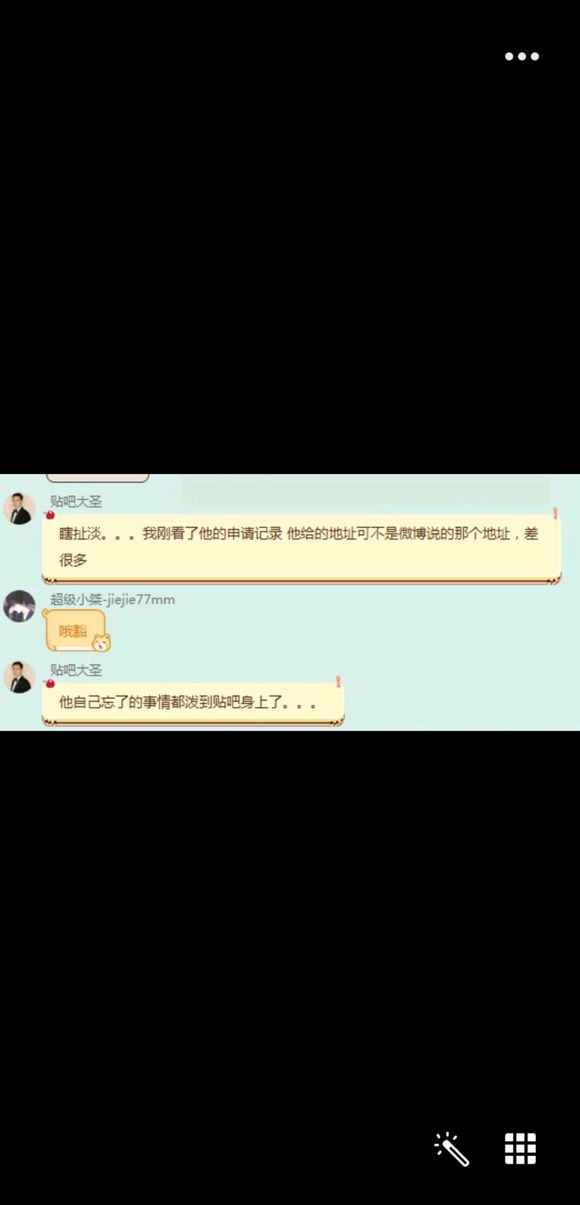 贴吧大圣
瞎扯淡。。。我刚看了他的申请记录 他给的地址可不是微博说的那个地址，差
很多
超级小桀-jiejie77mm
哦豁
贴吧大圣
他自己忘了的事情都泼到贴吧身上了。。。